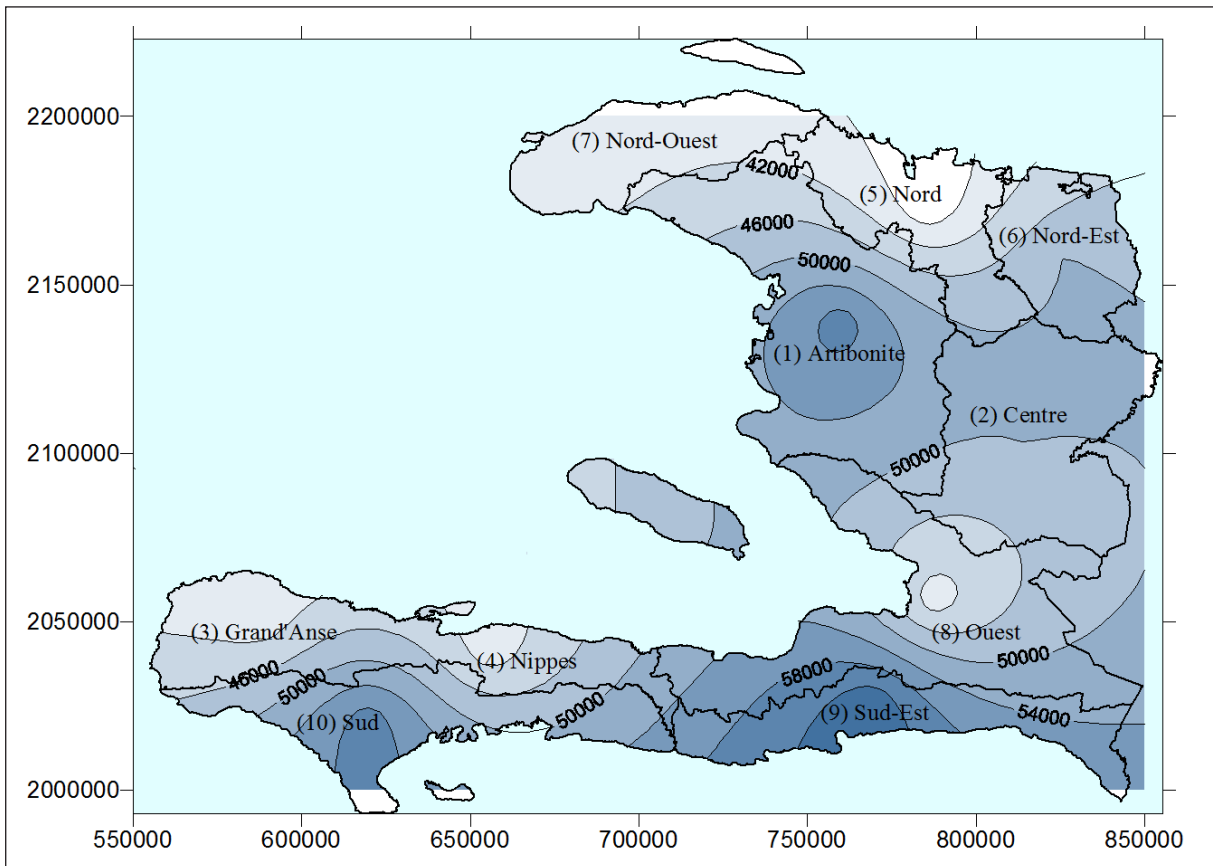 2200000
(7) Nord-Ouest
42000
(5) Nord
46000
(6) Nord-Est
50000
2150000
(1) Artibonite
(2) Centre
2100000
50000
2050000
(3) Grand'Anse
(8) Ouest
(4) Nippes
50000
46000
58000
50000
50000
(10) Sud
(9) Sud-Est
54000
2000000
550000 600000 650000 700000 750000 800000 850000